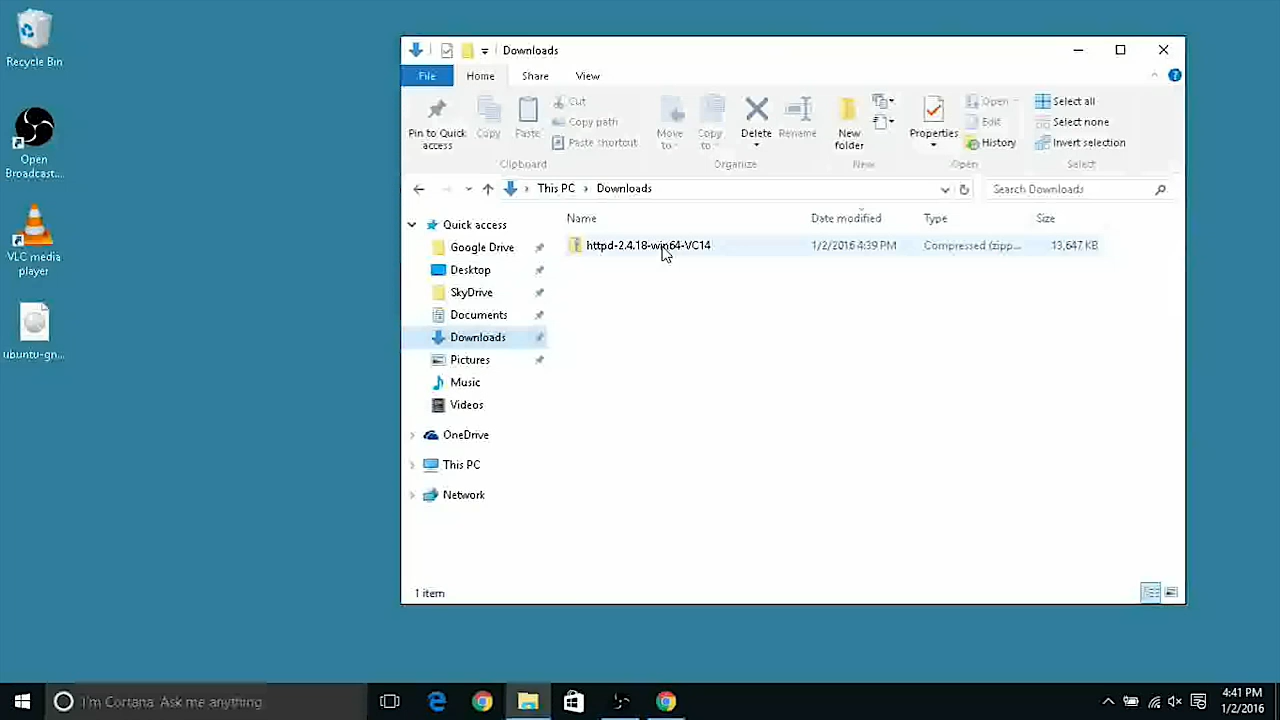 Recycle Bin
Open
Broadcast...
VLC media
player
ubuntu-gn...
Downloads
File Home Share View
Pin to Quick
access
Copy
Paste
Cut
Copy path
Paste shortcut
Clipboard
Move
to
Copy
to
Delete
Rename
Organize
New
folder
New
Properties
Open
Edit
History
Open
Select all
Select none
Invert selection
Select
This PC Downloads
Search Downloads
Name Date modified Type Size
httpd-2.4.18-win64-VC14 1/2/2016 4:39 PM Compressed (zipp... 13,647 KB
Quick access
Google Drive
Desktop
SkyDrive
Documents
Downloads
Pictures
Music
Videos
OneDrive
This PC
Network
1 item
I'm Cortana. Ask me anything
4:41 PM
1/2/2016